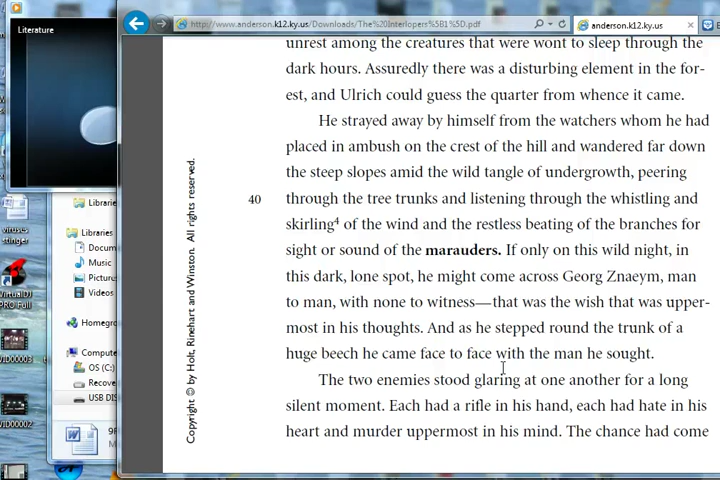 Literature
http://www.anderson.k12.ky.us/Downloads/The%20Interlopers%5B1%5D.pdf
anderson.k12.ky.us
unrest among the creatures that were wont to sleep through the
dark hours. Assuredly there was a disturbing element in the for-
est, and Ulrich could guess the quarter from whence it came.
He strayed away by himself from the watchers whom he had
placed in ambush on the crest of the hill and wandered far down
the steep slopes amid the wild tangle of undergrowth, peering
40 through the tree trunks and listening through the whistling and
skirling4 of the wind and the restless beating of the branches for
sight or sound of the marauders. If only on this wild night, in
this dark, lone spot, he might come across Georg Znaeym, man
to man, with none to witness—that was the wish that was upper-
most in his thoughts. And as he stepped round the trunk of a
huge beech he came face to face with the man he sought.
The two enemies stood glaring at one another for a long
silent moment. Each had a rifle in his hand, each had hate in his
heart and murder uppermost in his mind. The chance had come
Copyright © by Holt, Rinehart and Winston. All rights reserved.
Librarie
Libraries
Docum
Music
Pictures
Videos
Homegro
Compute
OS (C:)
Recove
USB DIS
viruses
stinger
VirtualDJ
PRO Full
VID00003
VID00002